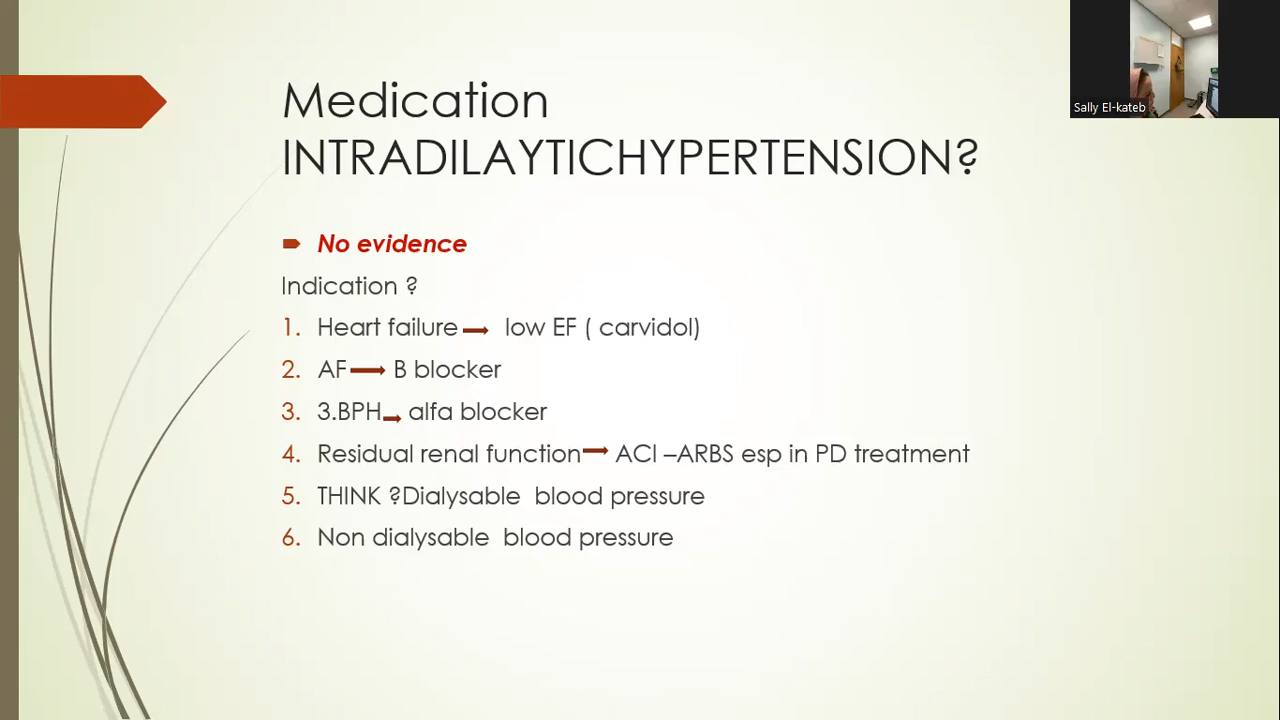 Medication
INTRADILAYTICHYPERTENSION?
No evidence
Indication ?
1. Heart failure low EF ( carvidol)
2. AF B blocker
3. 3.BPH alfa blocker
4. Residual renal function ACI –ARBS esp in PD treatment
5. THINK ?Dialysable blood pressure
6. Non dialysable blood pressure
Sally El-kateb